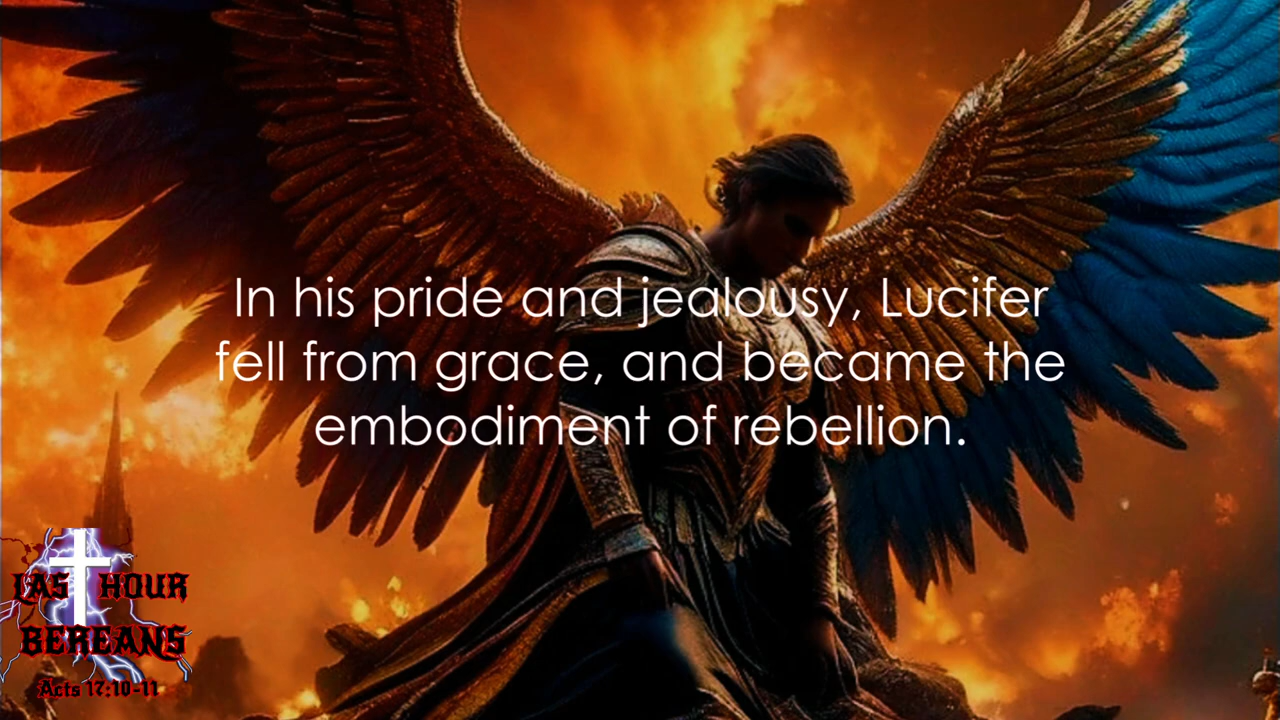 In his pride and jealousy, Lucifer
fell from grace, and became the
embodiment of rebellion.
LAST HOUR
BEREANS
Acts 17:10-11